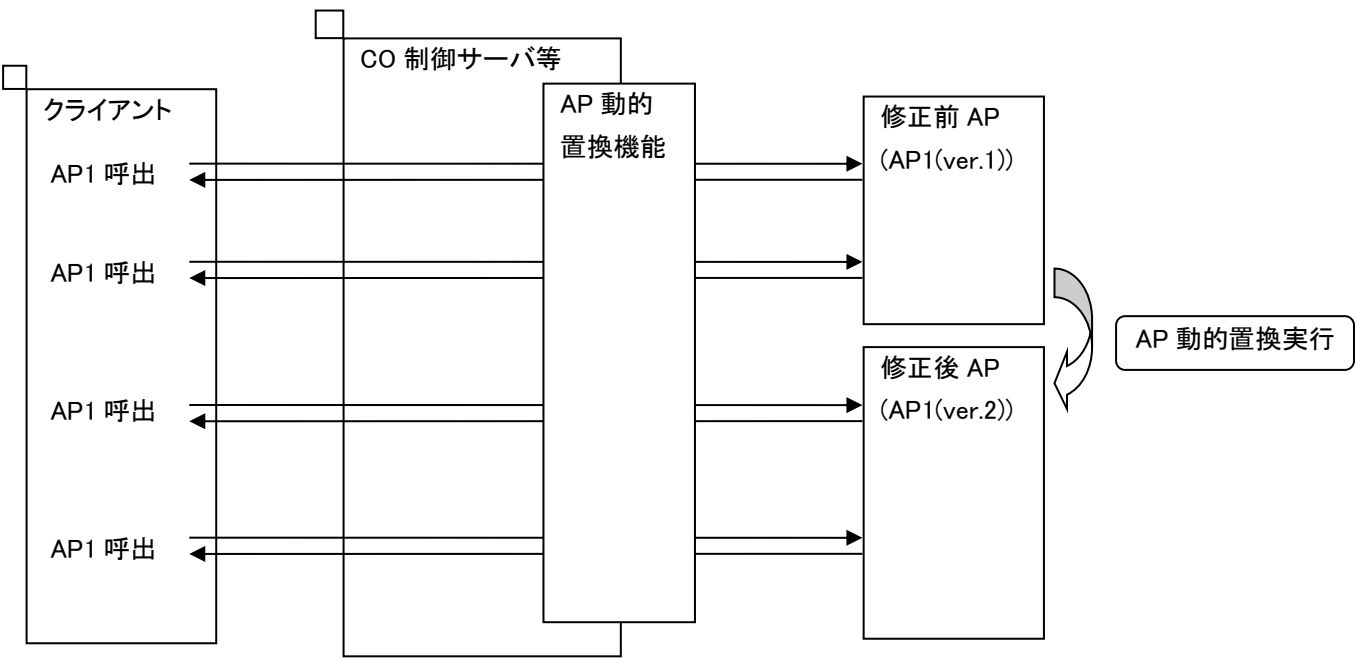 CO 制御サーバ等
クライアント
AP 動的
置換機能
修正前 AP
(AP1(ver.1))
AP1 呼出
AP1 呼出
AP 動的置換実行
修正後 AP
(AP1(ver.2))
AP1 呼出
AP1 呼出